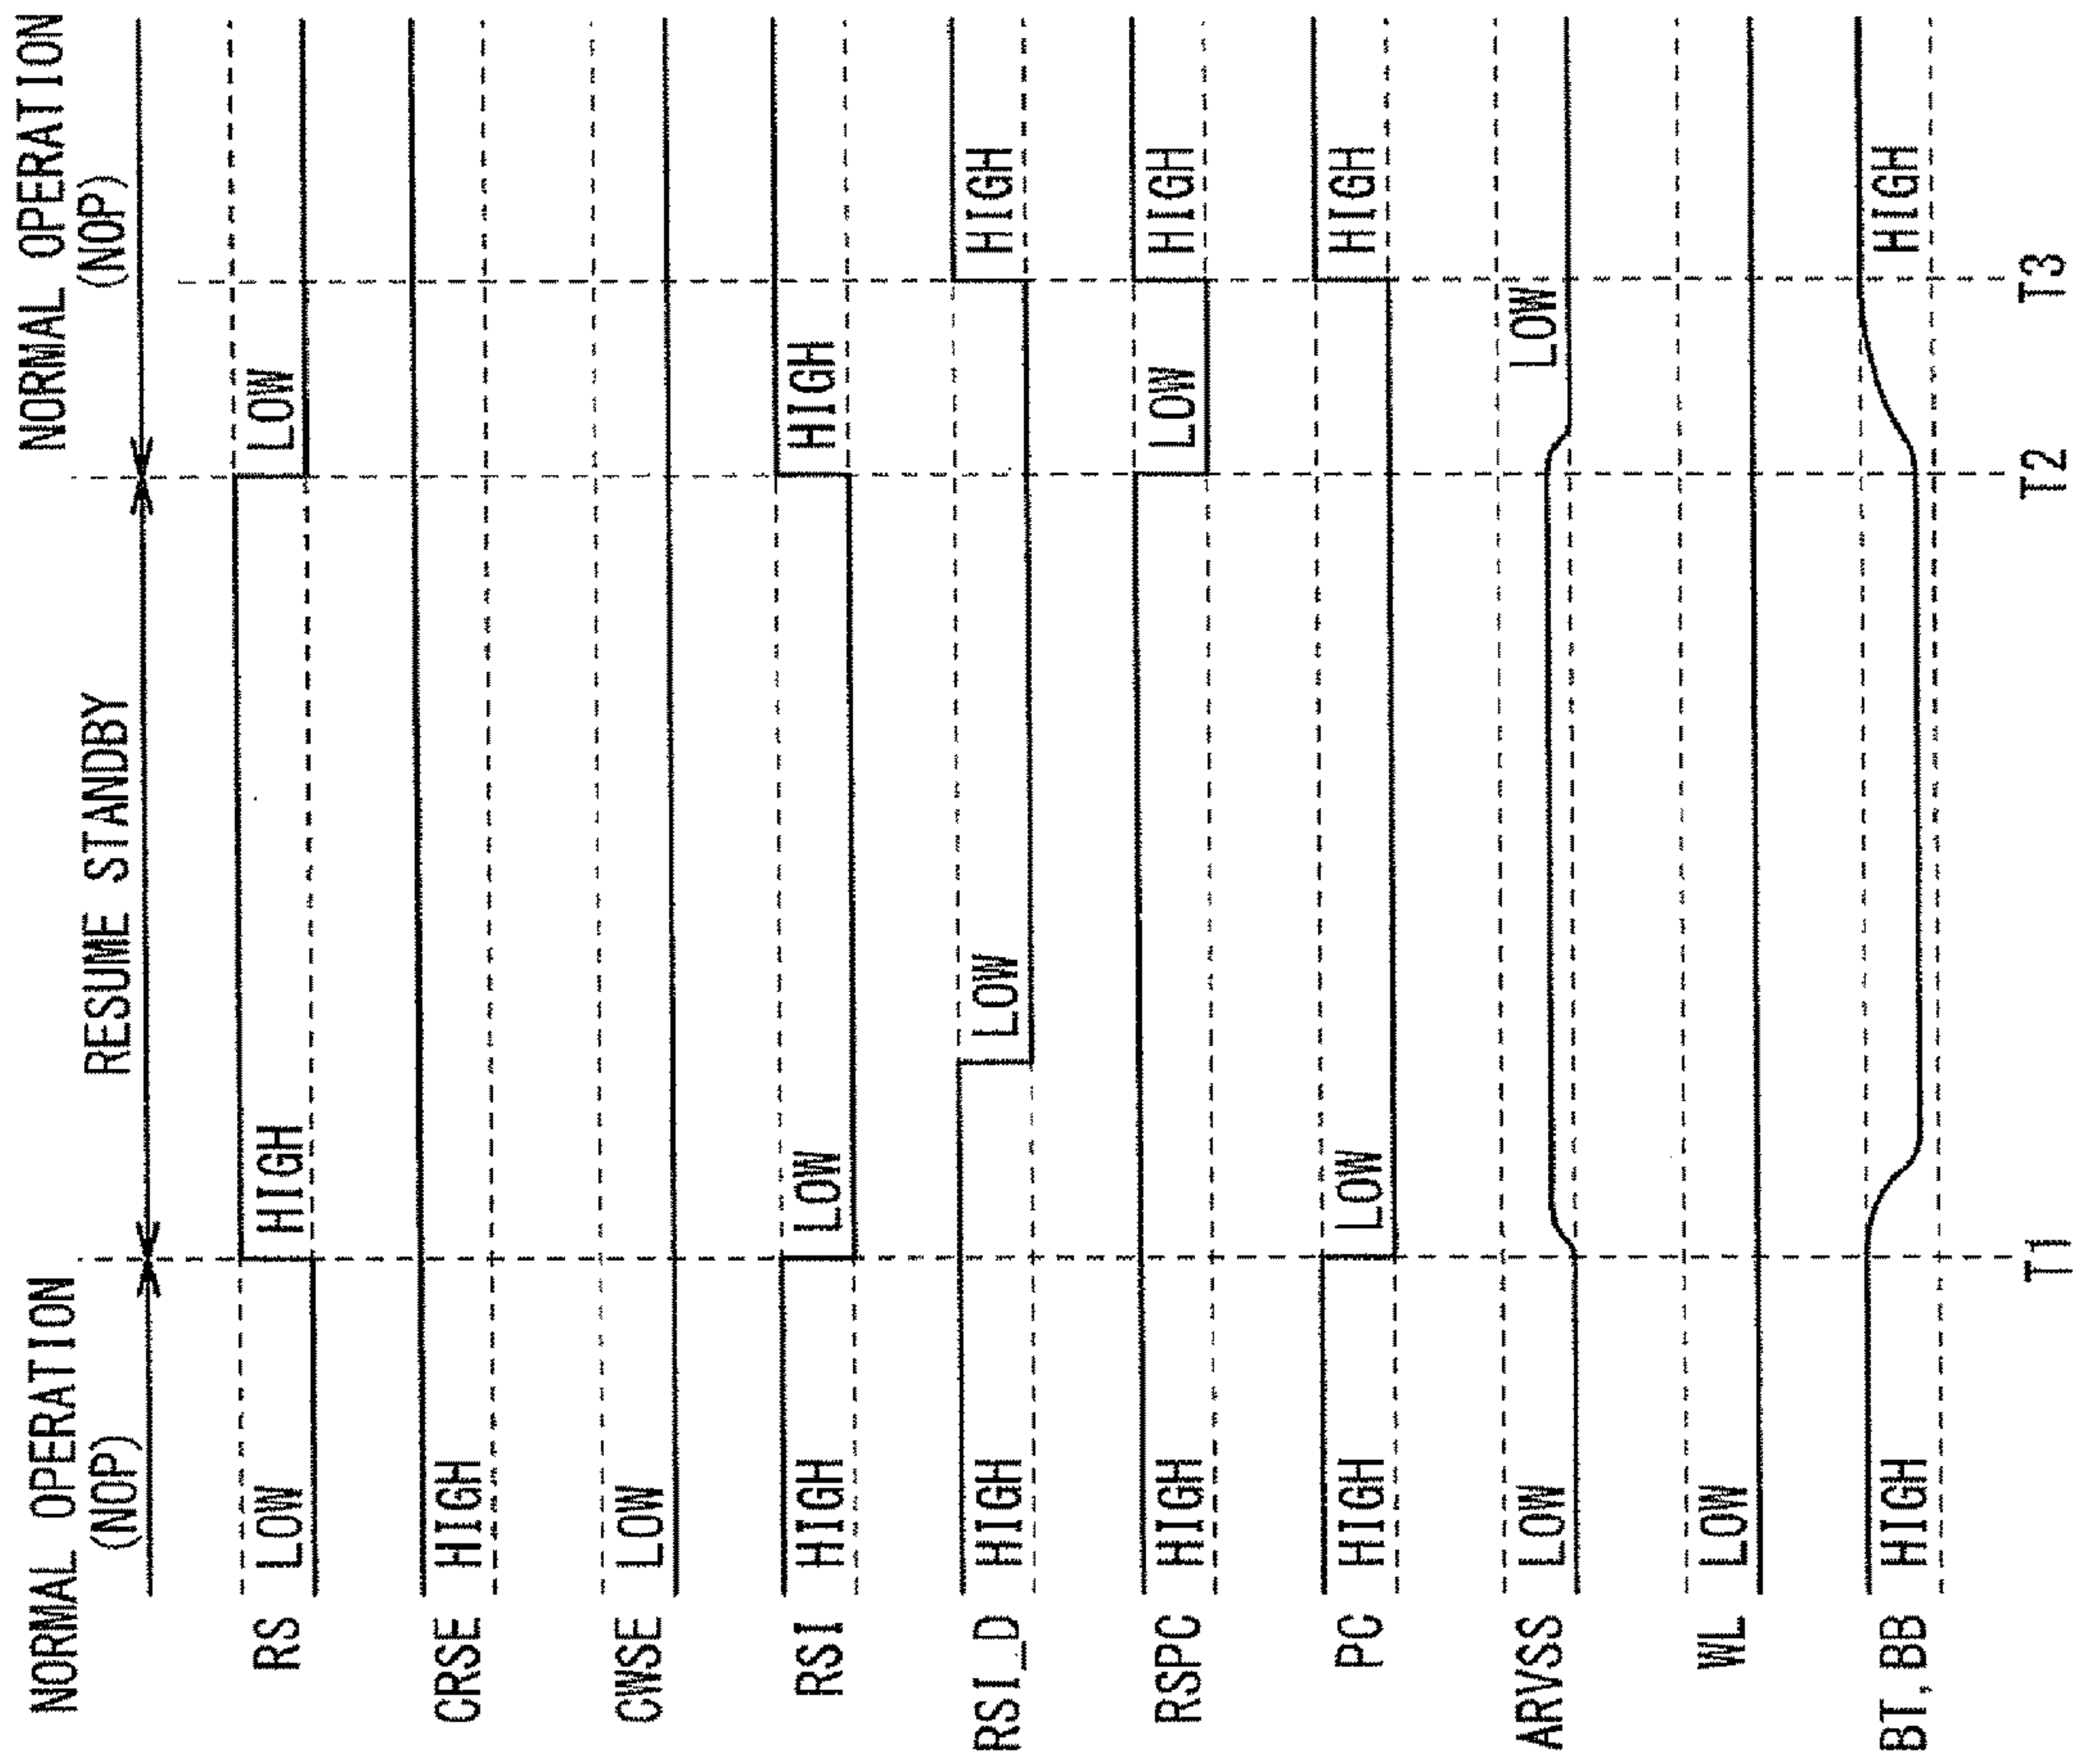 NORMAL OPERATION
(NOP)
RESUME STANDBY
NORMAL OPERATION
(NOP)
RS LOW HIGH LOW
CRSE HIGH
CWSE LOW
RSI HIGH LOW HIGH
RSI_D HIGH LOW HIGH
RSPC HIGH LOW HIGH
PC HIGH LOW HIGH
ARVSS LOW LOW
WL LOW
BT, BB HIGH HIGH
T1 T2 T3